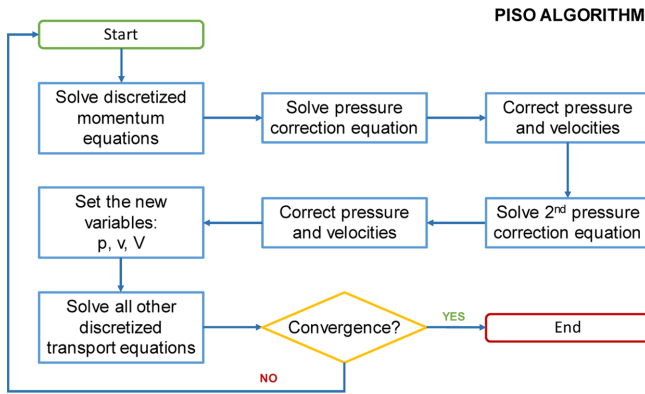 PISO ALGORITHM
Start
Solve discretized
momentum
equations
Solve pressure
correction equation
Correct pressure
and velocities
Solve 2nd pressure
correction equation
Correct pressure
and velocities
Set the new
variables:
p, v, V
Solve all other
discretized
transport equations
Convergence?
YES
End
NO